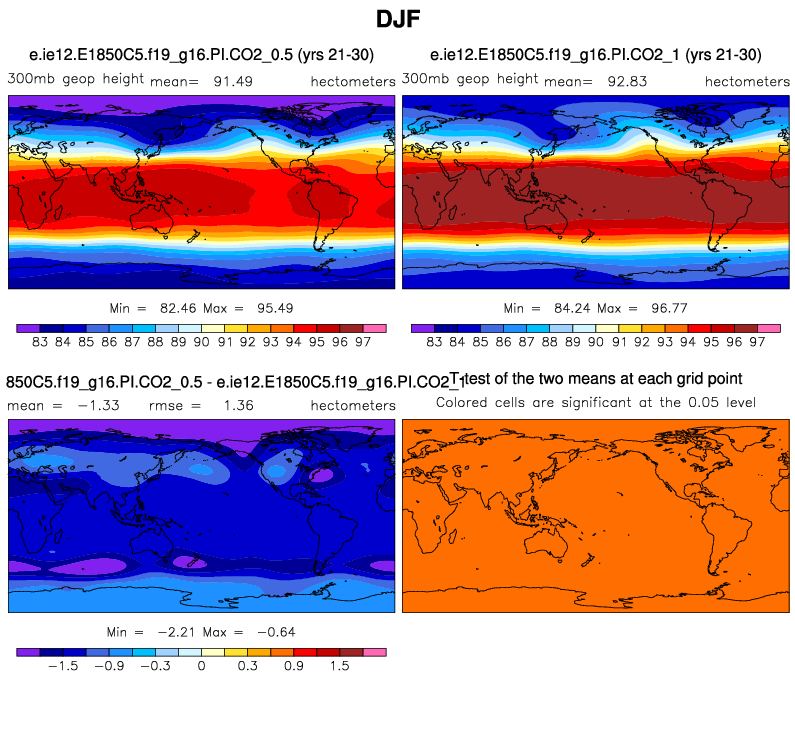 DJF
e.ie12.E1850C5.f19_g16.PI.CO2_0.5 (yrs 21-30)
e.ie12.E1850C5.f19_g16.PI.CO2_1 (yrs 21-30)
300mb geop height mean= 91.49 hectometers
300mb geop height mean= 92.83 hectometers
Min = 82.46 Max = 95.49
Min = 84.24 Max = 96.77
83 84 85 86 87 88 89 90 91 92 93 94 95 96 97
83 84 85 86 87 88 89 90 91 92 93 94 95 96 97
850C5.f19_g16.PI.CO2_0.5 - e.ie12.E1850C5.f19_g16.PI.CO2_1
T-test of the two means at each grid point
mean = -1.33 rmse = 1.36 hectometers
Colored cells are significant at the 0.05 level
Min = -2.21 Max = -0.64
-1.5 -0.9 -0.3 0 0.3 0.9 1.5